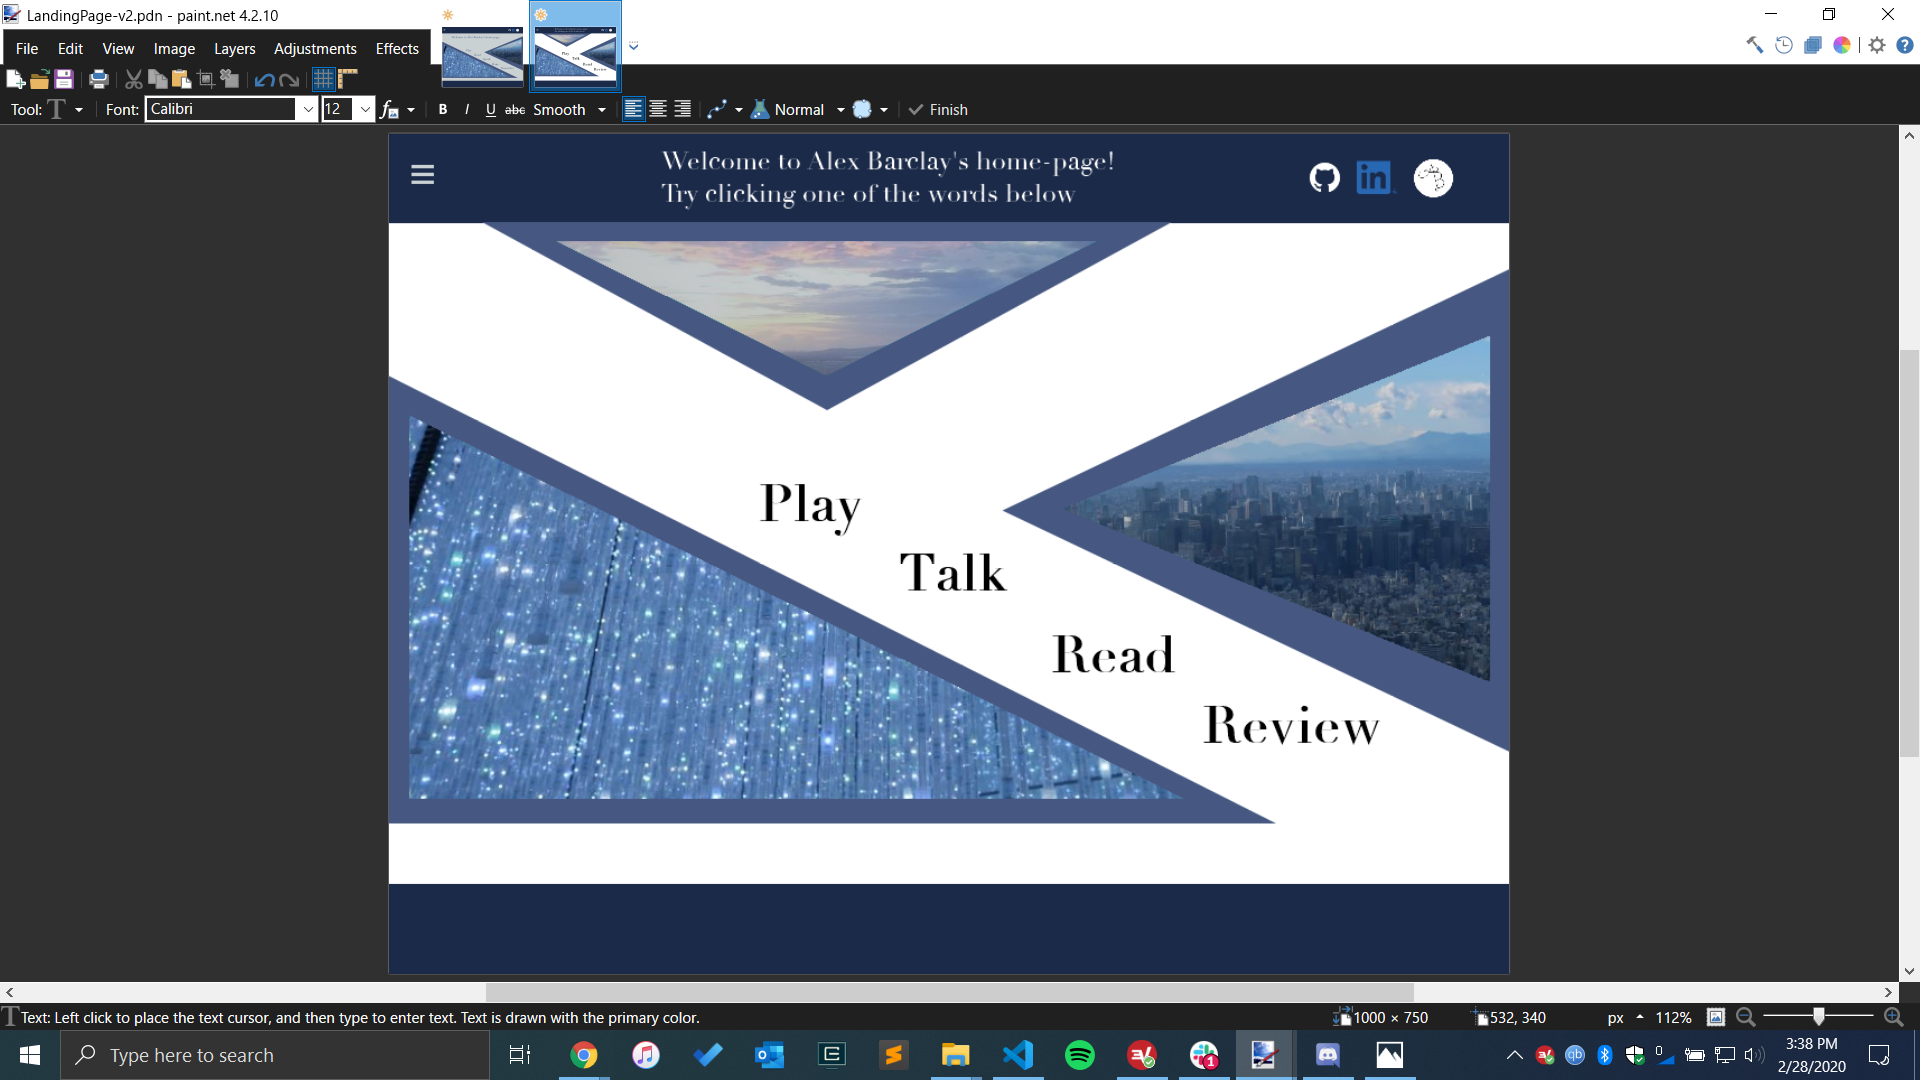 LandingPage-v2.pdn - paint.net 4.2.10
File Edit View Image Layers Adjustments Effects
Tool: T Font: Calibri 12 fx B I U abc Smooth Normal Finish
Welcome to Alex Barclay's home-page!
Try clicking one of the words below
in
Play
Talk
Read
Review
Text: Left click to place the text cursor, and then type to enter text. Text is drawn with the primary color.
1000 × 750 532, 340 px 112%
Type here to search
3:38 PM
2/28/2020